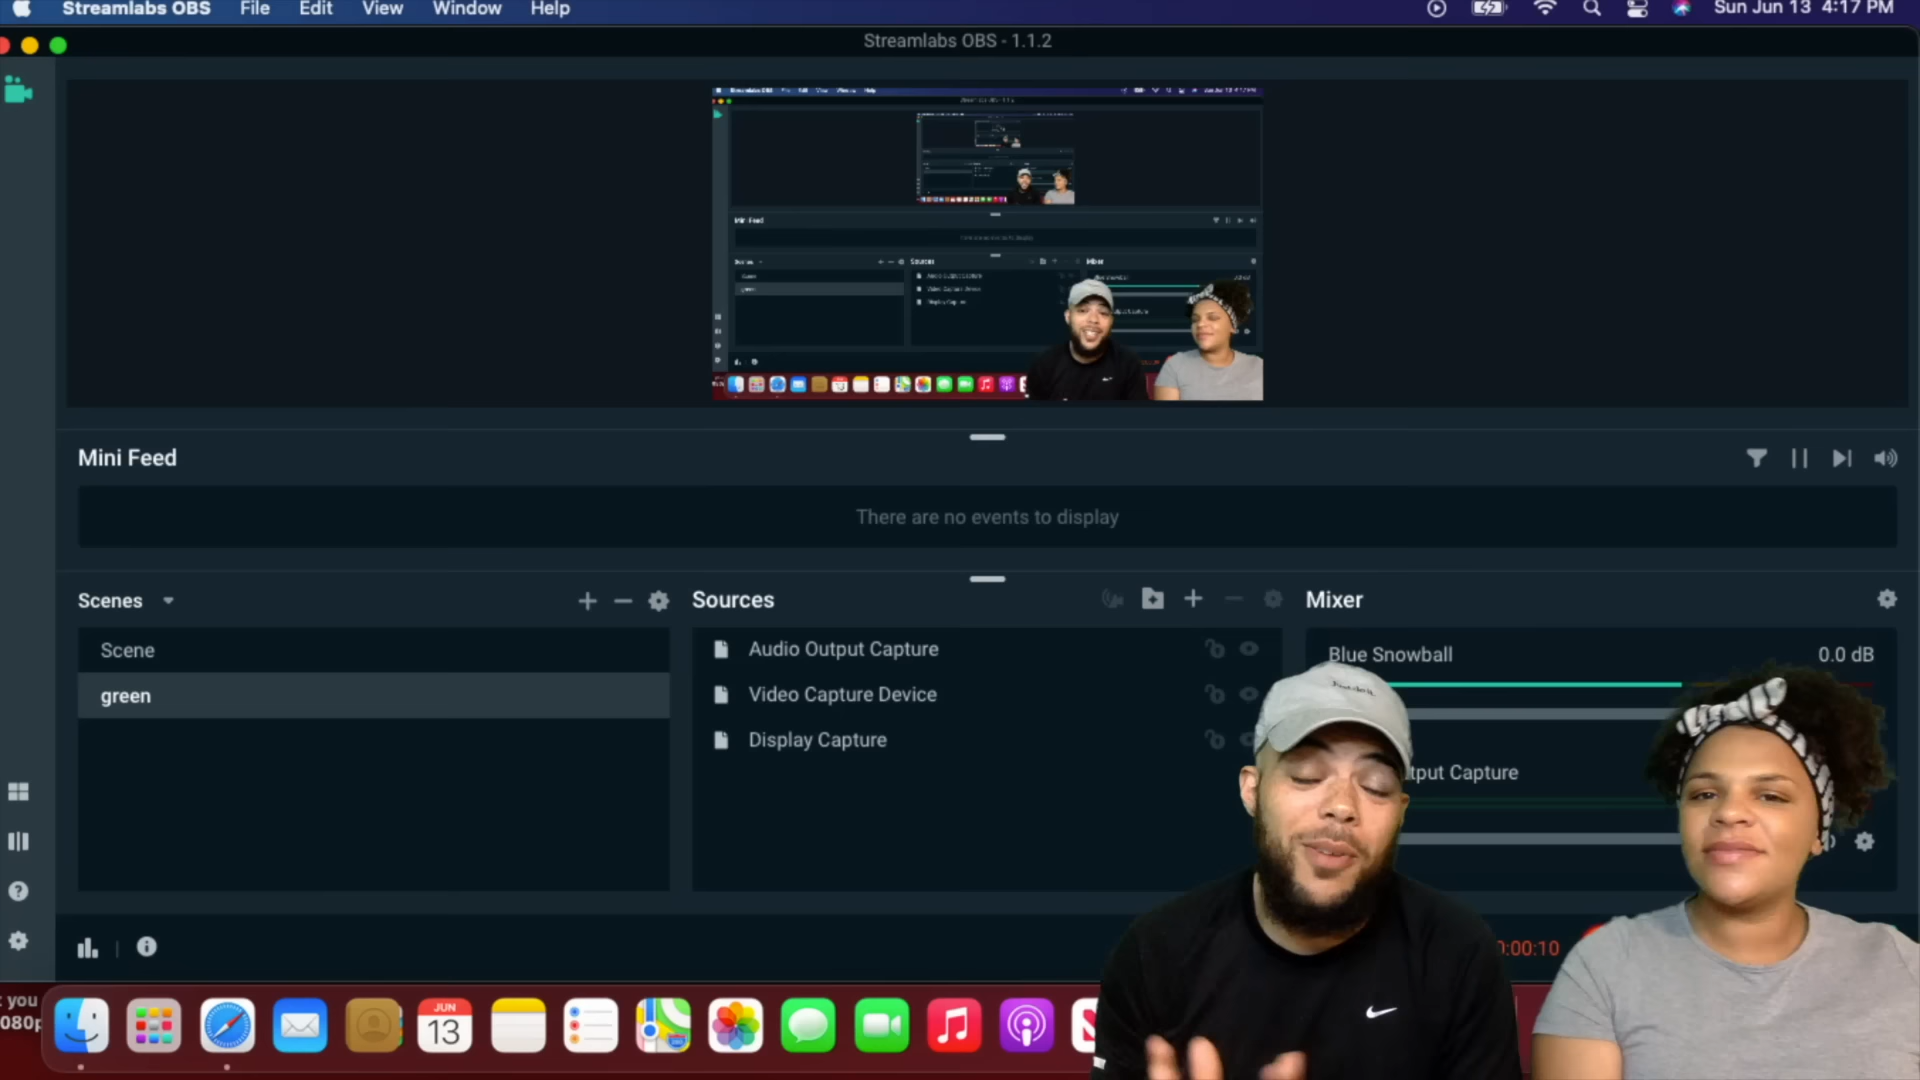 Streamlabs OBS File Edit View Window Help Sun Jun 13 4:17 PM
Streamlabs OBS - 1.1.2
Mini Feed
There are no events to display
Scenes
Scene
green
Sources
Audio Output Capture
Video Capture Device
Display Capture
Mixer
Blue Snowball 0.0 dB
tput Capture
0:00:10
t you
080p
JUN
13